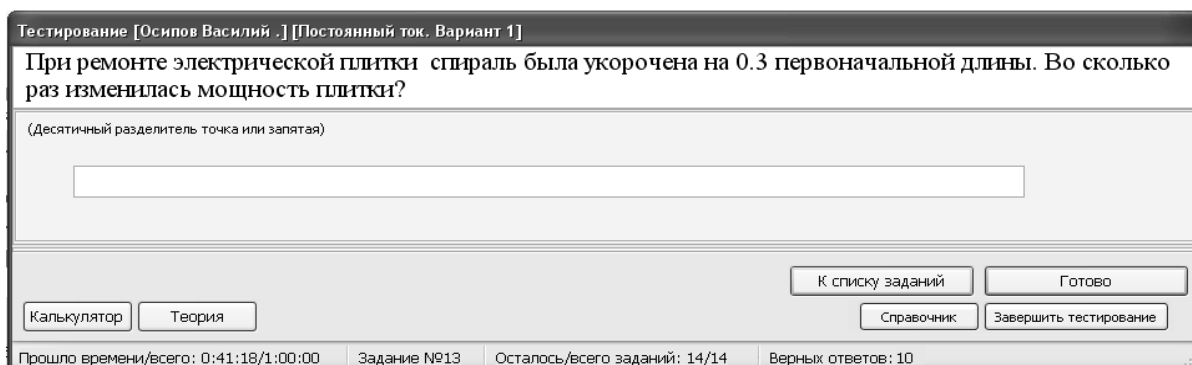 Тестирование [Осипов Василий .] [Постоянный ток. Вариант 1]
При ремонте электрической плитки спираль была укорочена на 0.3 первоначальной длины. Во сколько
раз изменилась мощность плитки?
(Десятичный разделитель точка или запятая)
К списку заданий
Готово
Калькулятор
Теория
Справочник
Завершить тестирование
Прошло времени/всего: 0:41:18/1:00:00 Задание №13 Осталось/всего заданий: 14/14 Верных ответов: 10